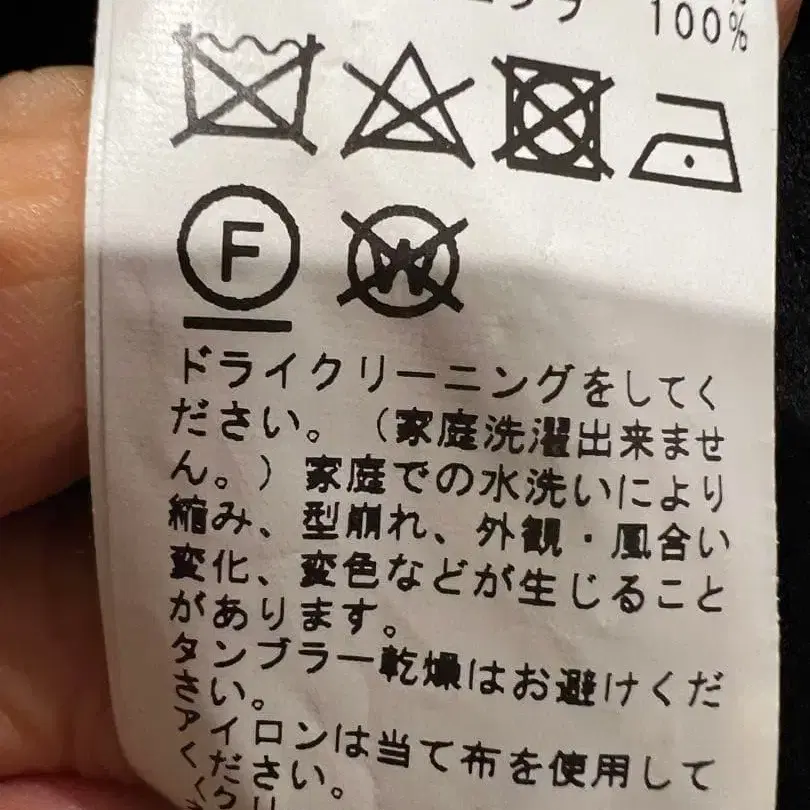 100%
F
W
ドライクリーニングをしてく
ださい。（家庭洗濯出来ませ
ん。）家庭での水洗いにより
縮み、型崩れ、外観・風合い
変化、変色などが生じること
があります。
タンブラー乾燥はお避けくだ
さい。
アイロンは当て布を使用して
ください。